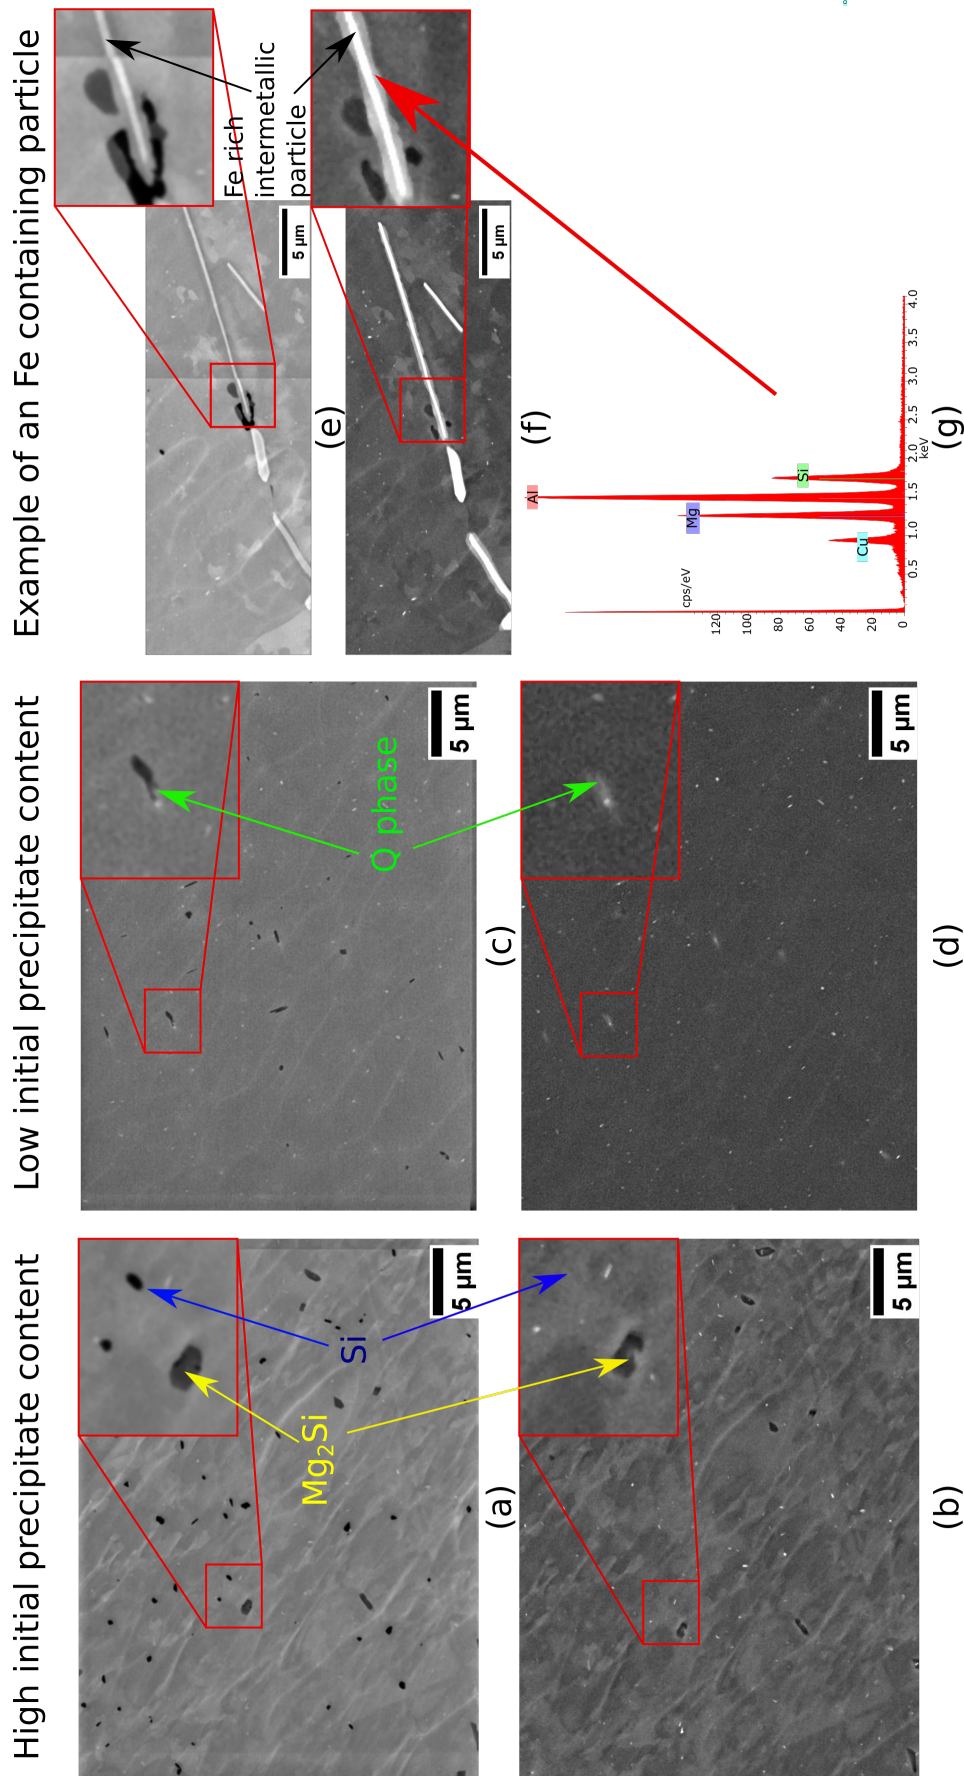 High initial precipitate content
Low initial precipitate content
Example of an Fe containing particle
Mg₂Si
Si
5 µm
(a)
5 µm
(b)
Q phase
5 µm
(c)
5 µm
(d)
Fe rich
intermetallic
particle
5 µm
(e)
5 µm
(f)
cps/eV
120
100
80
60
40
20
0
Cu
Mg
Al
Si
0.5
1.0
1.5
2.0
2.5
3.0
3.5
4.0
keV
(g)